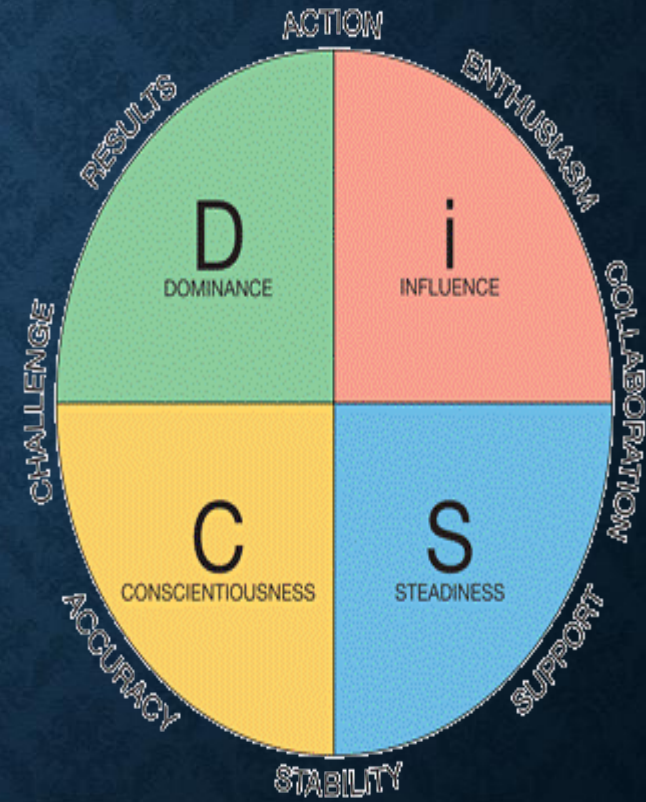 ACTION
RESULTS
ENTHUSIASM
D
DOMINANCE
i
INFLUENCE
CHALLENGE
COLLABORATION
C
CONSCIENTIOUSNESS
S
STEADINESS
ACCURACY
SUPPORT
STABILITY